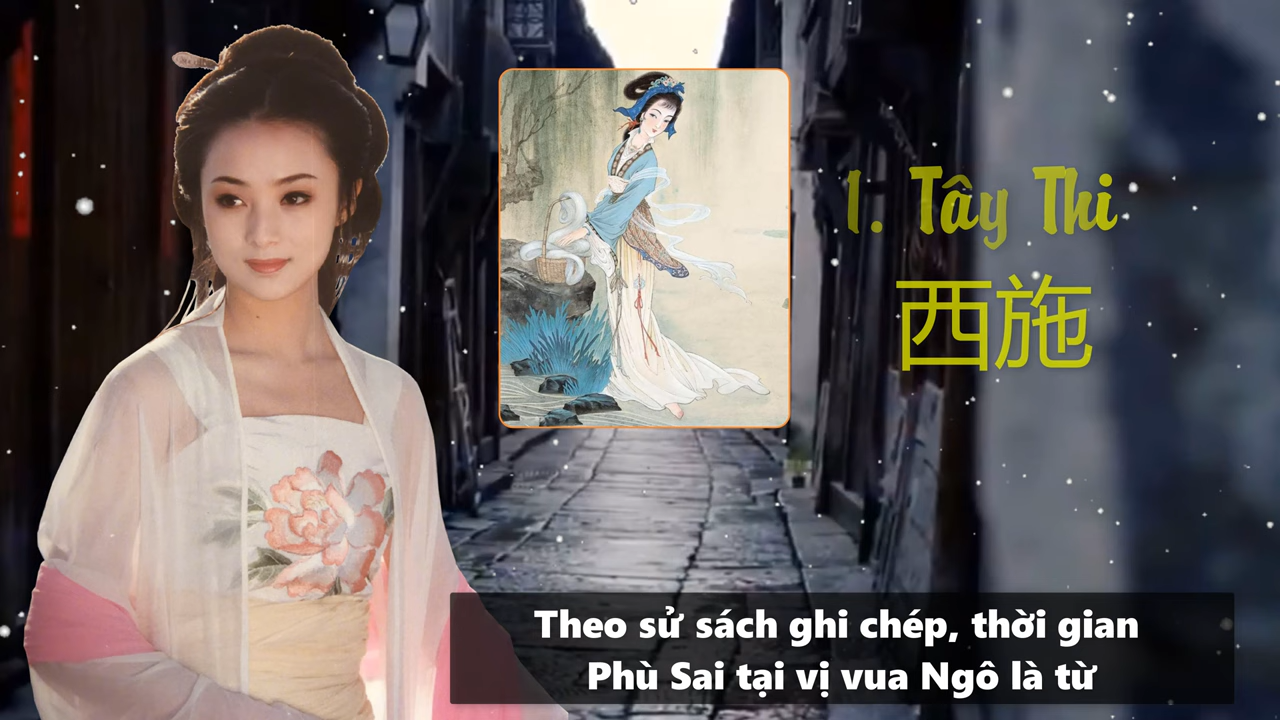 1. Tây Thi
西施
Theo sử sách ghi chép, thời gian
Phù Sai tại vị vua Ngô là từ